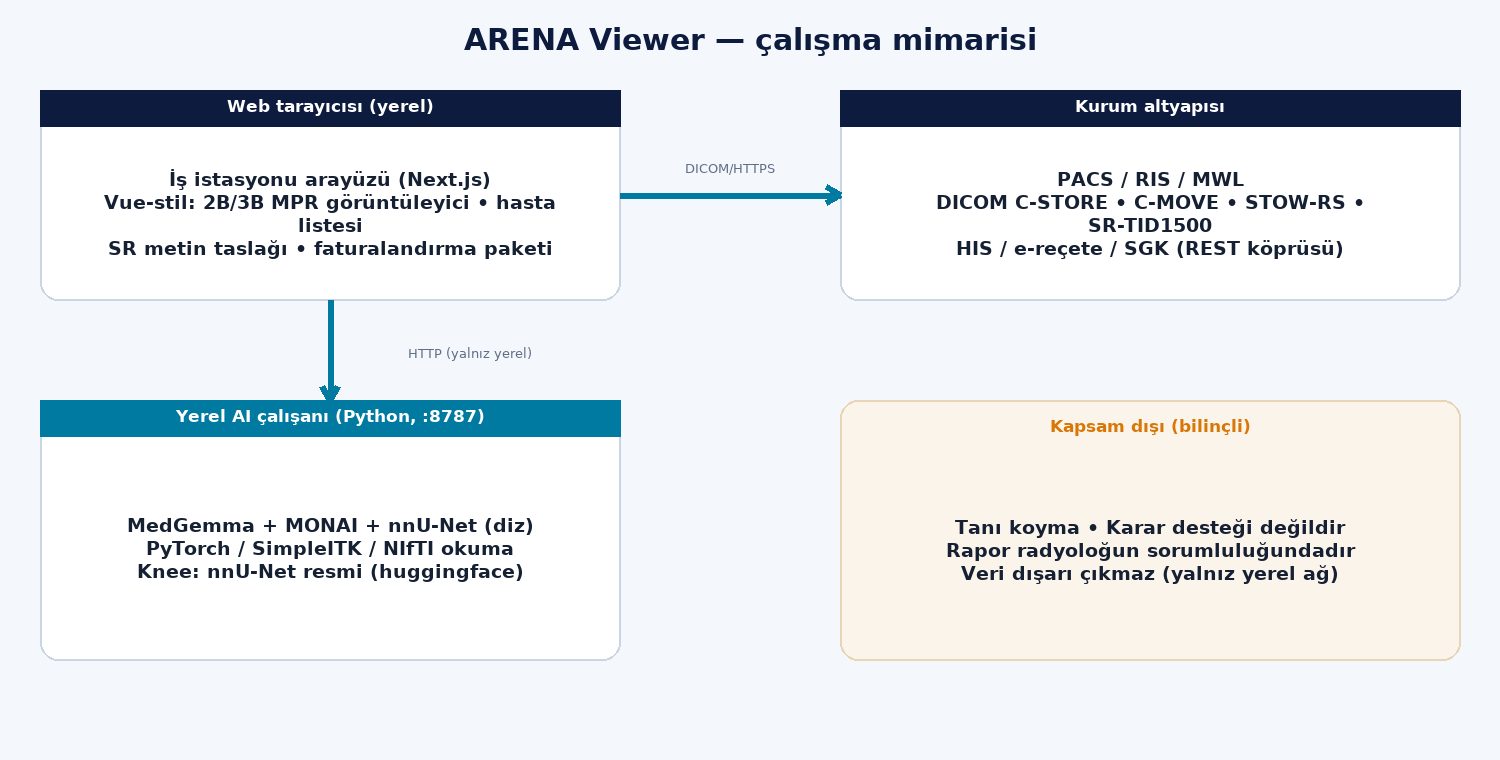 ARENA Viewer — çalışma mimarisi
Web tarayıcısı (yerel)
İş istasyonu arayüzü (Next.js)
Vue-stil: 2B/3B MPR görüntüleyici • hasta
listesi
SR metin taslağı • faturalandırma paketi
DICOM/HTTPS
Kurum altyapısı
PACS / RIS / MWL
DICOM C-STORE • C-MOVE • STOW-RS •
SR-TID1500
HIS / e-reçete / SGK (REST köprüsü)
HTTP (yalnız yerel)
Yerel AI çalışanı (Python, :8787)
MedGemma + MONAI + nnU-Net (diz)
PyTorch / SimpleITK / NIfTI okuma
Knee: nnU-Net resmi (huggingface)
Kapsam dışı (bilinçli)
Tanı koyma • Karar desteği değildir
Rapor radyoloğun sorumluluğundadır
Veri dışarı çıkmaz (yalnız yerel ağ)